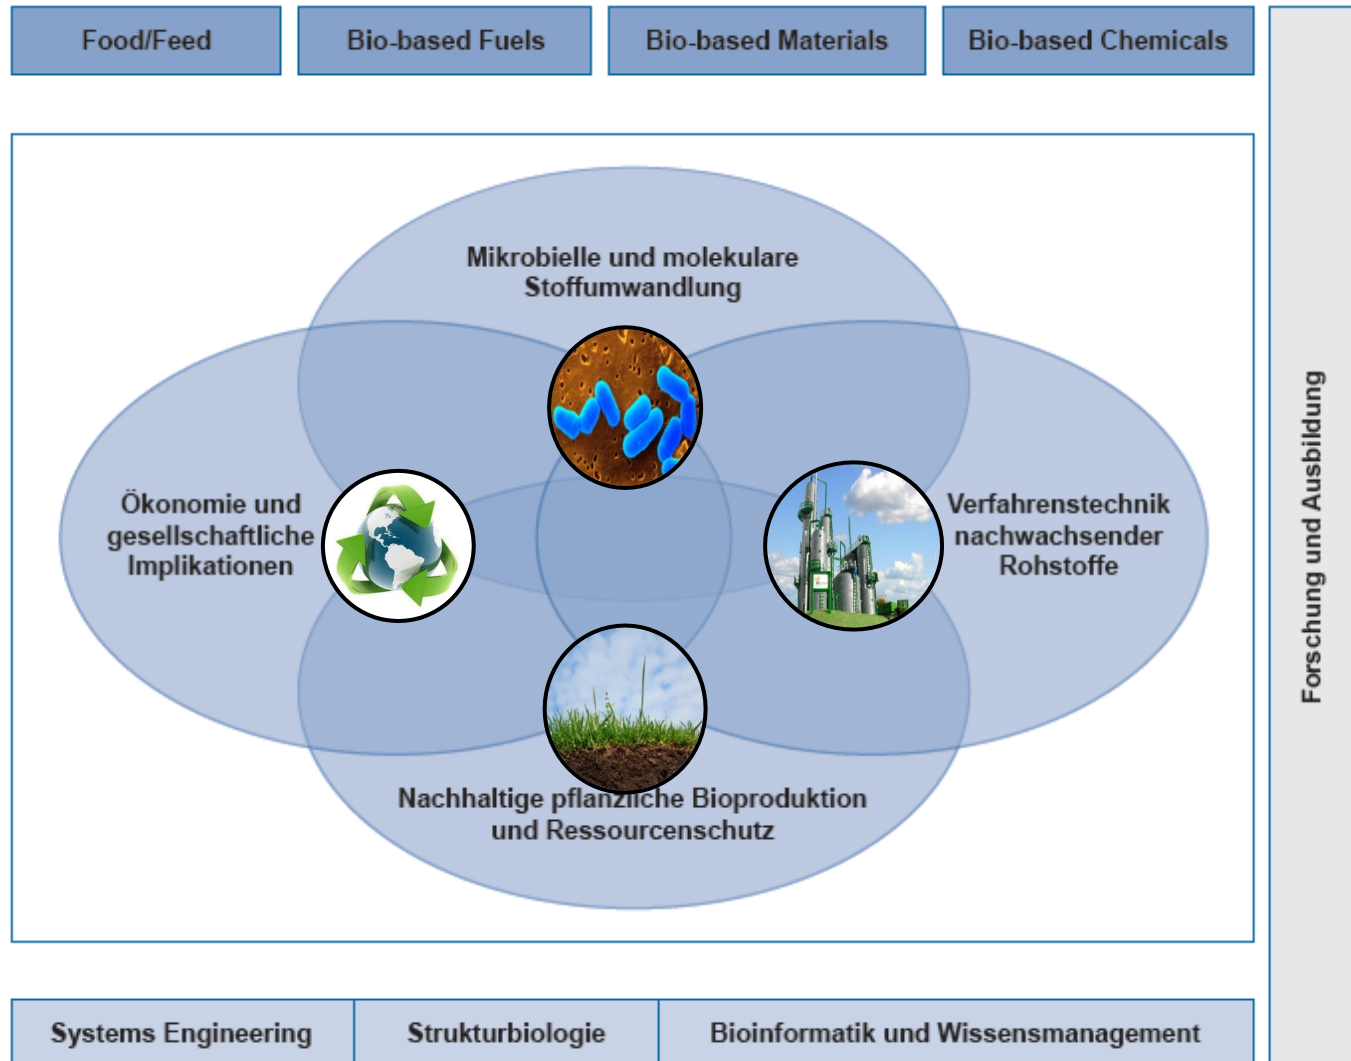 Food/Feed
Bio-based Fuels
Bio-based Materials
Bio-based Chemicals
Mikrobielle und molekulare
Stoffumwandlung
Ökonomie und
gesellschaftliche
Implikationen
Verfahrenstechnik
nachwachsender
Rohstoffe
Nachhaltige pflanzliche Bioproduktion
und Ressourcenschutz
Systems Engineering
Strukturbiologie
Bioinformatik und Wissensmanagement
Forschung und Ausbildung